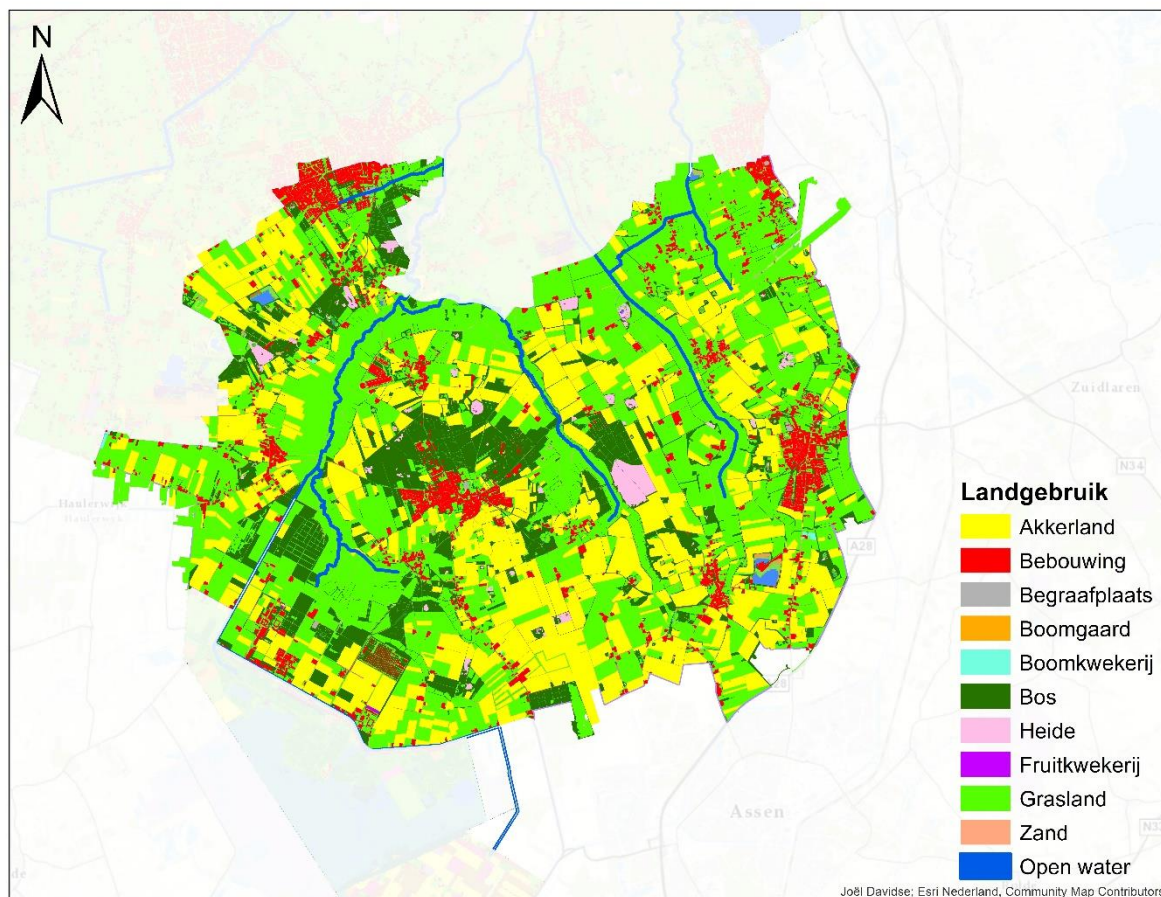 N
Zuidlaren
N34
Haulerwijk
Haulerwijk
A28
Assen
Landgebruik
Akkerland
Bebouwing
Begraafplaats
Boomgaard
Boomkwekerij
Bos
Heide
Fruitkwekerij
Grasland
Zand
Open water
Joël Davidse; Esri Nederland, Community Map Contributors